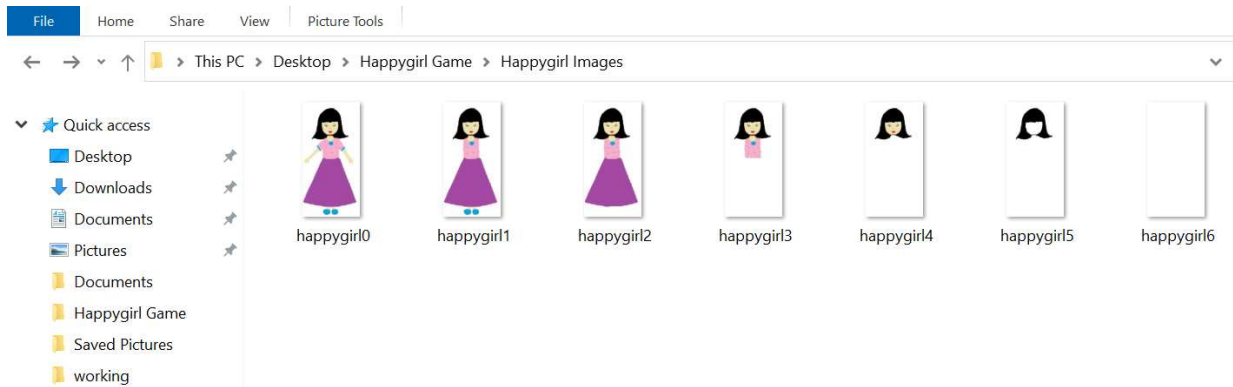 File Home Share View Picture Tools
This PC > Desktop > Happygirl Game > Happygirl Images
Quick access
Desktop
Downloads
Documents
Pictures
Documents
Happygirl Game
Saved Pictures
working
happygirl0 happygirl1 happygirl2 happygirl3 happygirl4 happygirl5 happygirl6